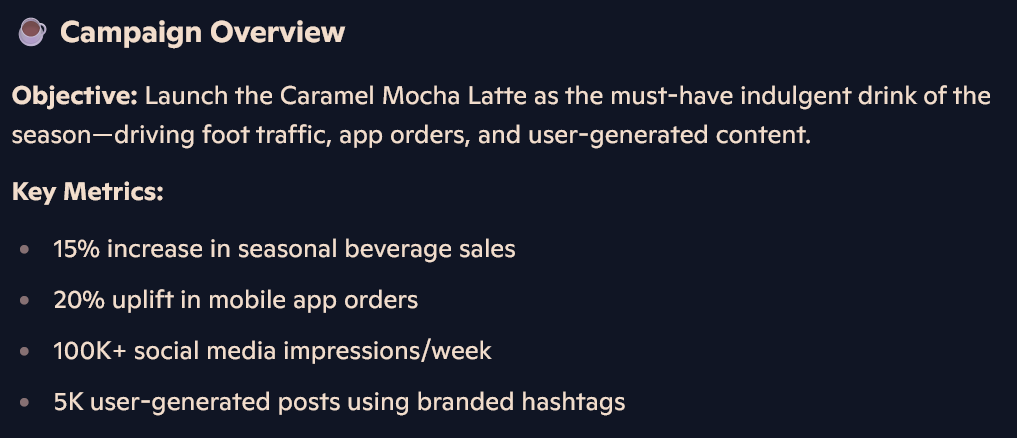 Campaign Overview
Objective: Launch the Caramel Mocha Latte as the must-have indulgent drink of the
season—driving foot traffic, app orders, and user-generated content.
Key Metrics:
• 15% increase in seasonal beverage sales
• 20% uplift in mobile app orders
• 100K+ social media impressions/week
• 5K user-generated posts using branded hashtags